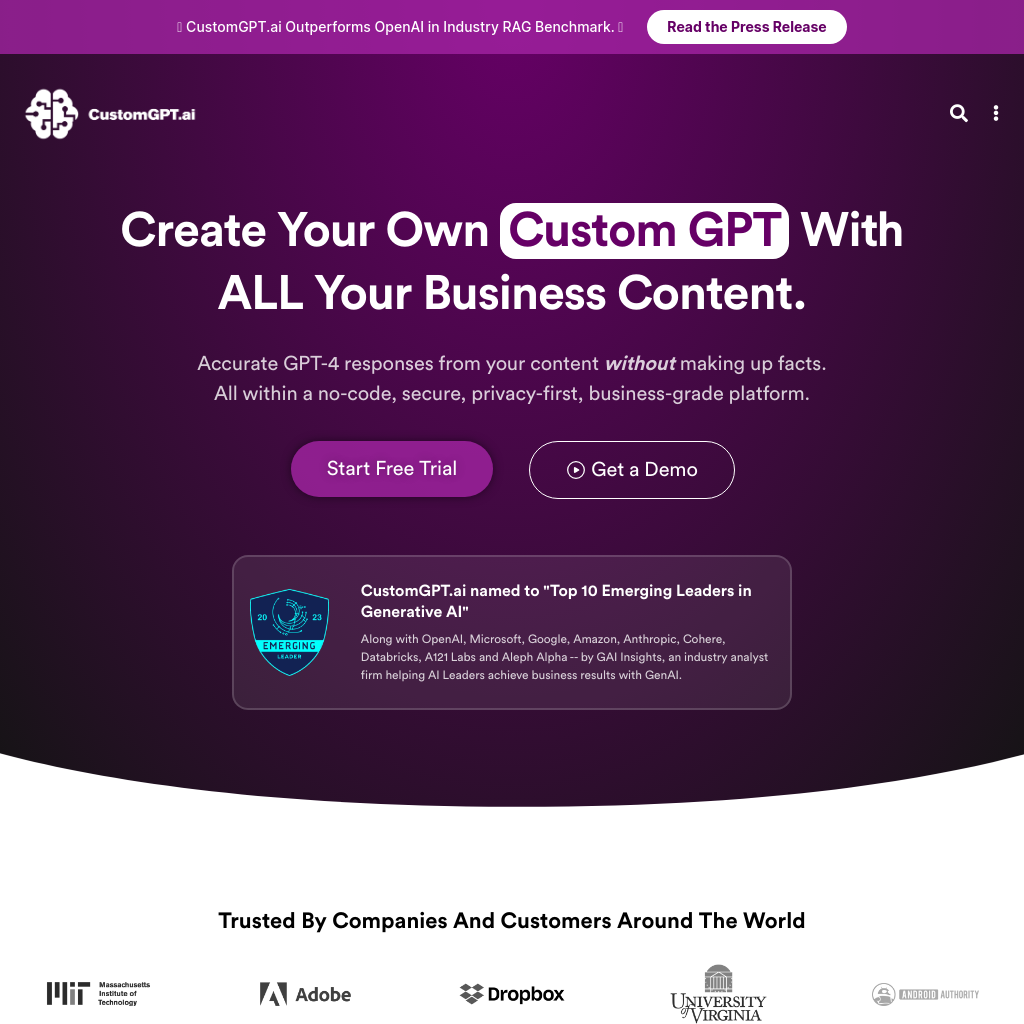 CustomGPT.ai Outperforms OpenAI in Industry RAG Benchmark.
Read the Press Release
CustomGPT.ai
Create Your Own Custom GPT With
ALL Your Business Content.
Accurate GPT-4 responses from your content without making up facts.
All within a no-code, secure, privacy-first, business-grade platform.
Start Free Trial
Get a Demo
20 23
EMERGING
LEADER
CustomGPT.ai named to "Top 10 Emerging Leaders in
Generative AI"
Along with OpenAI, Microsoft, Google, Amazon, Anthropic, Cohere,
Databricks, A121 Labs and Aleph Alpha -- by GAI Insights, an industry analyst
firm helping AI Leaders achieve business results with GenAI.
Trusted By Companies And Customers Around The World
MIT
Massachusetts
Institute of
Technology
Adobe
Dropbox
UNIVERSITY
of VIRGINIA
ANDROID AUTHORITY